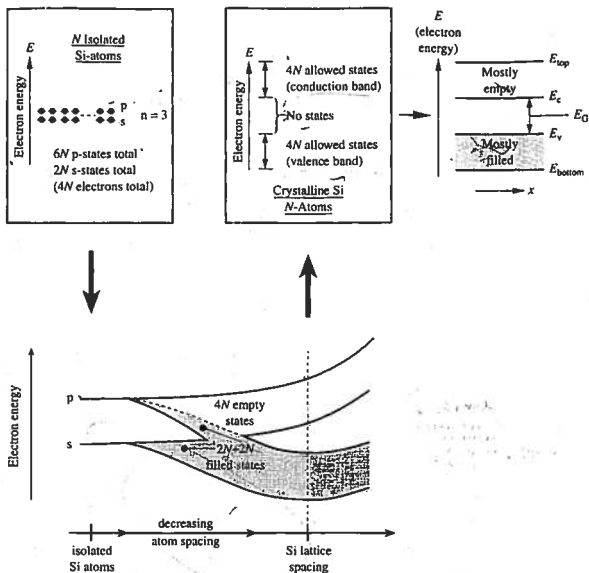 N Isolated
Si-atoms
E
Electron energy
p
s
n = 3
6N p-states total
2N s-states total
(4N electrons total)
E
Electron energy
4N allowed states
(conduction band)
No states
4N allowed states
(valence band)
Crystalline Si
N-Atoms
E
(electron
energy)
Etop
Mostly
empty
Ec
EG
Ev
Mostly
filled
Ebottom
x
Electron energy
p
s
4N empty
states
2N+2N
filled states
decreasing
atom spacing
isolated
Si atoms
Si lattice
spacing